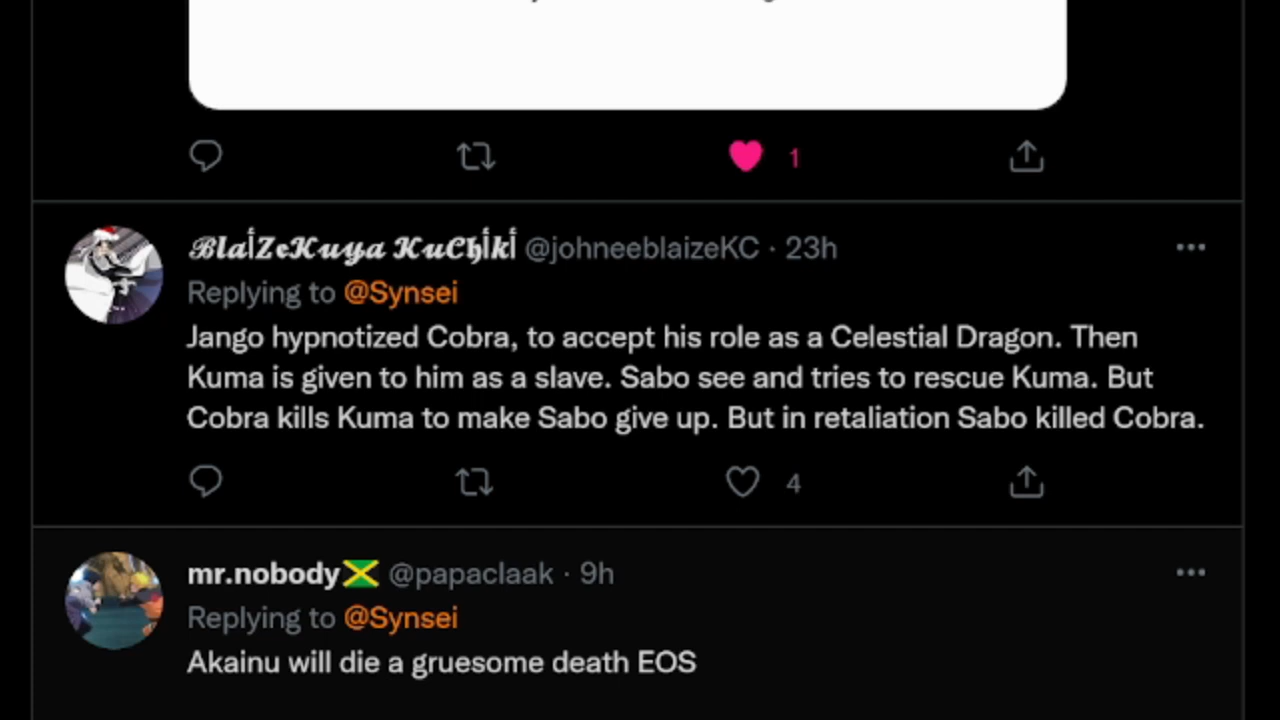 1
𝓑𝓵𝓪İ𝓩𝓮𝓚𝓾𝔂𝓪 𝓚𝓾𝓒𝓱İ𝓴İ @johneeblaizeKC · 23h
Replying to @Synsei
Jango hypnotized Cobra, to accept his role as a Celestial Dragon. Then
Kuma is given to him as a slave. Sabo see and tries to rescue Kuma. But
Cobra kills Kuma to make Sabo give up. But in retaliation Sabo killed Cobra.
4
mr.nobody🇯🇲 @papaclaak · 9h
Replying to @Synsei
Akainu will die a gruesome death EOS